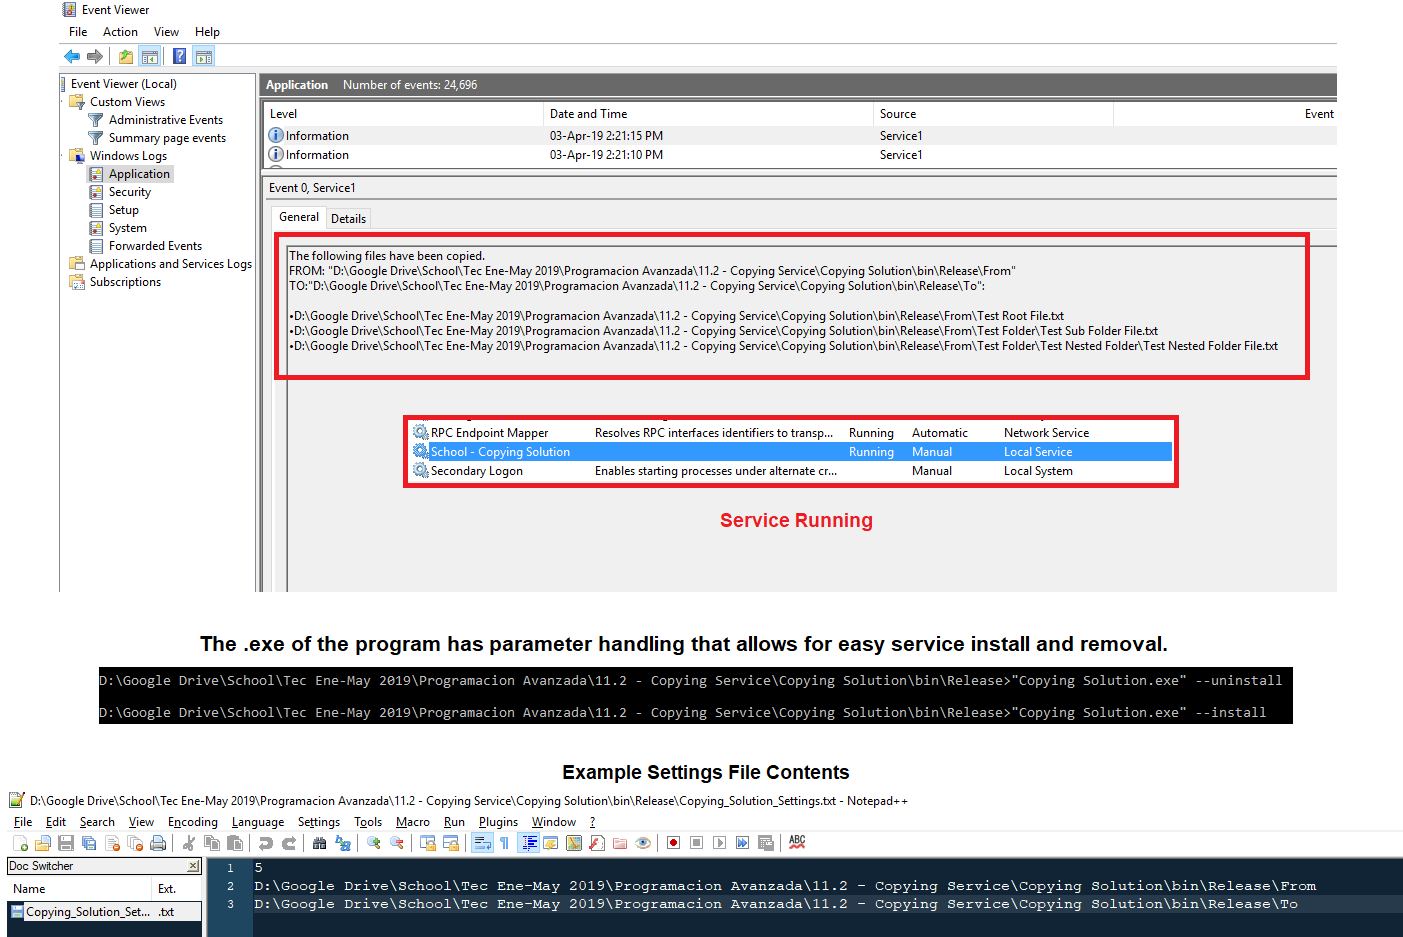 Event Viewer
File Action View Help
Event Viewer (Local)
Custom Views
Administrative Events
Summary page events
Windows Logs
Application
Security
Setup
System
Forwarded Events
Applications and Services Logs
Subscriptions
Application Number of events: 24,696
Level Date and Time Source Event
Information 03-Apr-19 2:21:15 PM Service1
Information 03-Apr-19 2:21:10 PM Service1
Event 0, Service1
General Details
The following files have been copied.
FROM: "D:\Google Drive\School\Tec Ene-May 2019\Programacion Avanzada\11.2 - Copying Service\Copying Solution\bin\Release\From"
TO:"D:\Google Drive\School\Tec Ene-May 2019\Programacion Avanzada\11.2 - Copying Service\Copying Solution\bin\Release\To":
•D:\Google Drive\School\Tec Ene-May 2019\Programacion Avanzada\11.2 - Copying Service\Copying Solution\bin\Release\From\Test Root File.txt
•D:\Google Drive\School\Tec Ene-May 2019\Programacion Avanzada\11.2 - Copying Service\Copying Solution\bin\Release\From\Test Folder\Test Sub Folder File.txt
•D:\Google Drive\School\Tec Ene-May 2019\Programacion Avanzada\11.2 - Copying Service\Copying Solution\bin\Release\From\Test Folder\Test Nested Folder\Test Nested Folder File.txt
RPC Endpoint Mapper Resolves RPC interfaces identifiers to transp... Running Automatic Network Service
School - Copying Solution Running Manual Local Service
Secondary Logon Enables starting processes under alternate cr... Manual Local System
Service Running
The .exe of the program has parameter handling that allows for easy service install and removal.
D:\Google Drive\School\Tec Ene-May 2019\Programacion Avanzada\11.2 - Copying Service\Copying Solution\bin\Release>"Copying Solution.exe" --uninstall
D:\Google Drive\School\Tec Ene-May 2019\Programacion Avanzada\11.2 - Copying Service\Copying Solution\bin\Release>"Copying Solution.exe" --install
Example Settings File Contents
D:\Google Drive\School\Tec Ene-May 2019\Programacion Avanzada\11.2 - Copying Service\Copying Solution\bin\Release\Copying_Solution_Settings.txt - Notepad++
File Edit Search View Encoding Language Settings Tools Macro Run Plugins Window ?
ABC
Doc Switcher
Name Ext.
Copying_Solution_Set... .txt
1 5
2 D:\Google Drive\School\Tec Ene-May 2019\Programacion Avanzada\11.2 - Copying Service\Copying Solution\bin\Release\From
3 D:\Google Drive\School\Tec Ene-May 2019\Programacion Avanzada\11.2 - Copying Service\Copying Solution\bin\Release\To